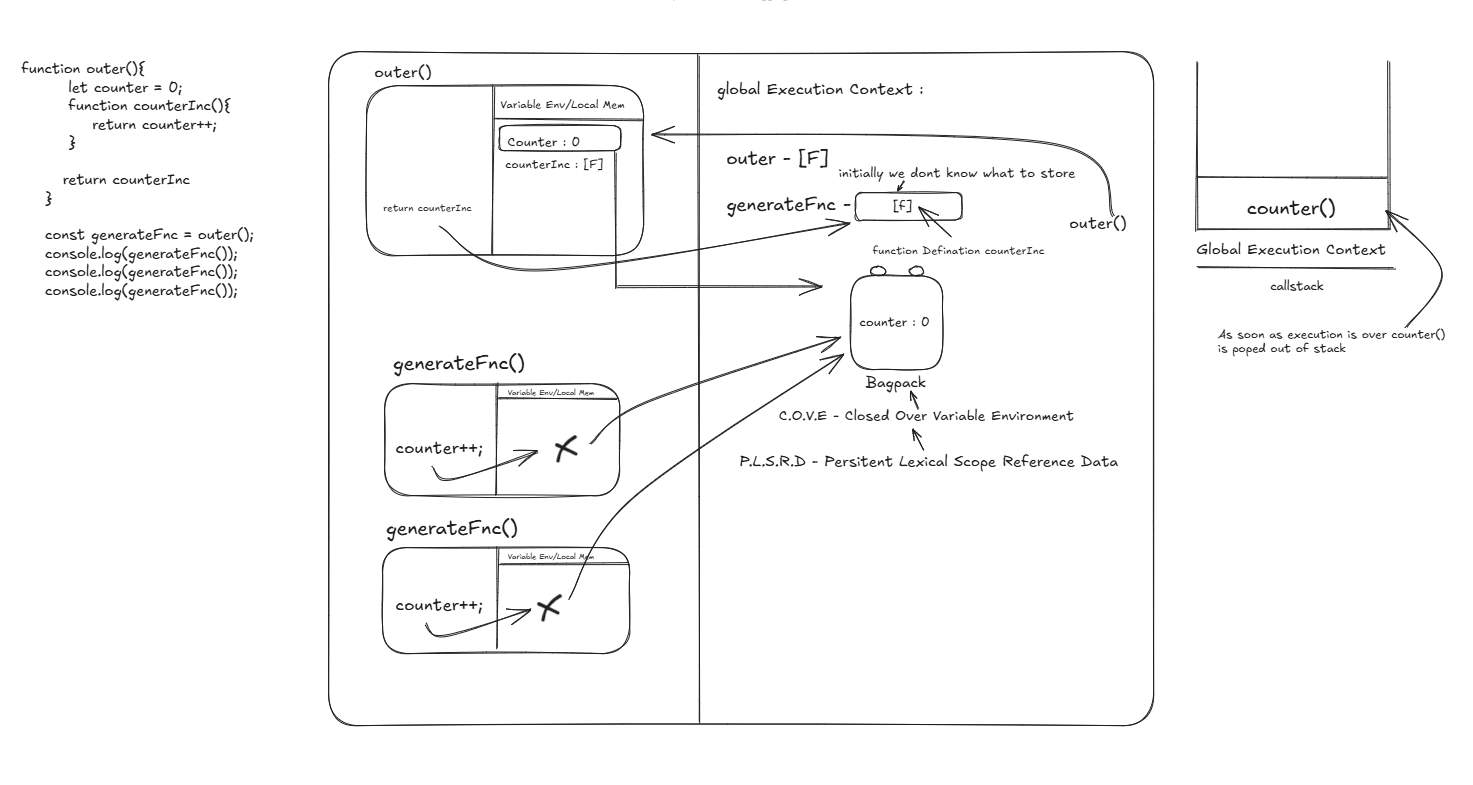 function outer(){
let counter = 0;
function counterInc(){
return counter++;
}
return counterInc
}
const generateFnc = outer();
console.log(generateFnc());
console.log(generateFnc());
console.log(generateFnc());
outer()
Variable Env/Local Mem
Counter : 0
counterInc : [F]
return counterInc
generateFnc()
Variable Env/Local Mem
counter++;
generateFnc()
Variable Env/Local Mem
counter++;
global Execution Context :
outer - [F]
initially we dont know what to store
generateFnc - [f]
outer()
function Defination counterInc
counter : 0
Bagpack
C.O.V.E - Closed Over Variable Environment
P.L.S.R.D - Persitent Lexical Scope Reference Data
counter()
Global Execution Context
callstack
As soon as execution is over counter()
is poped out of stack